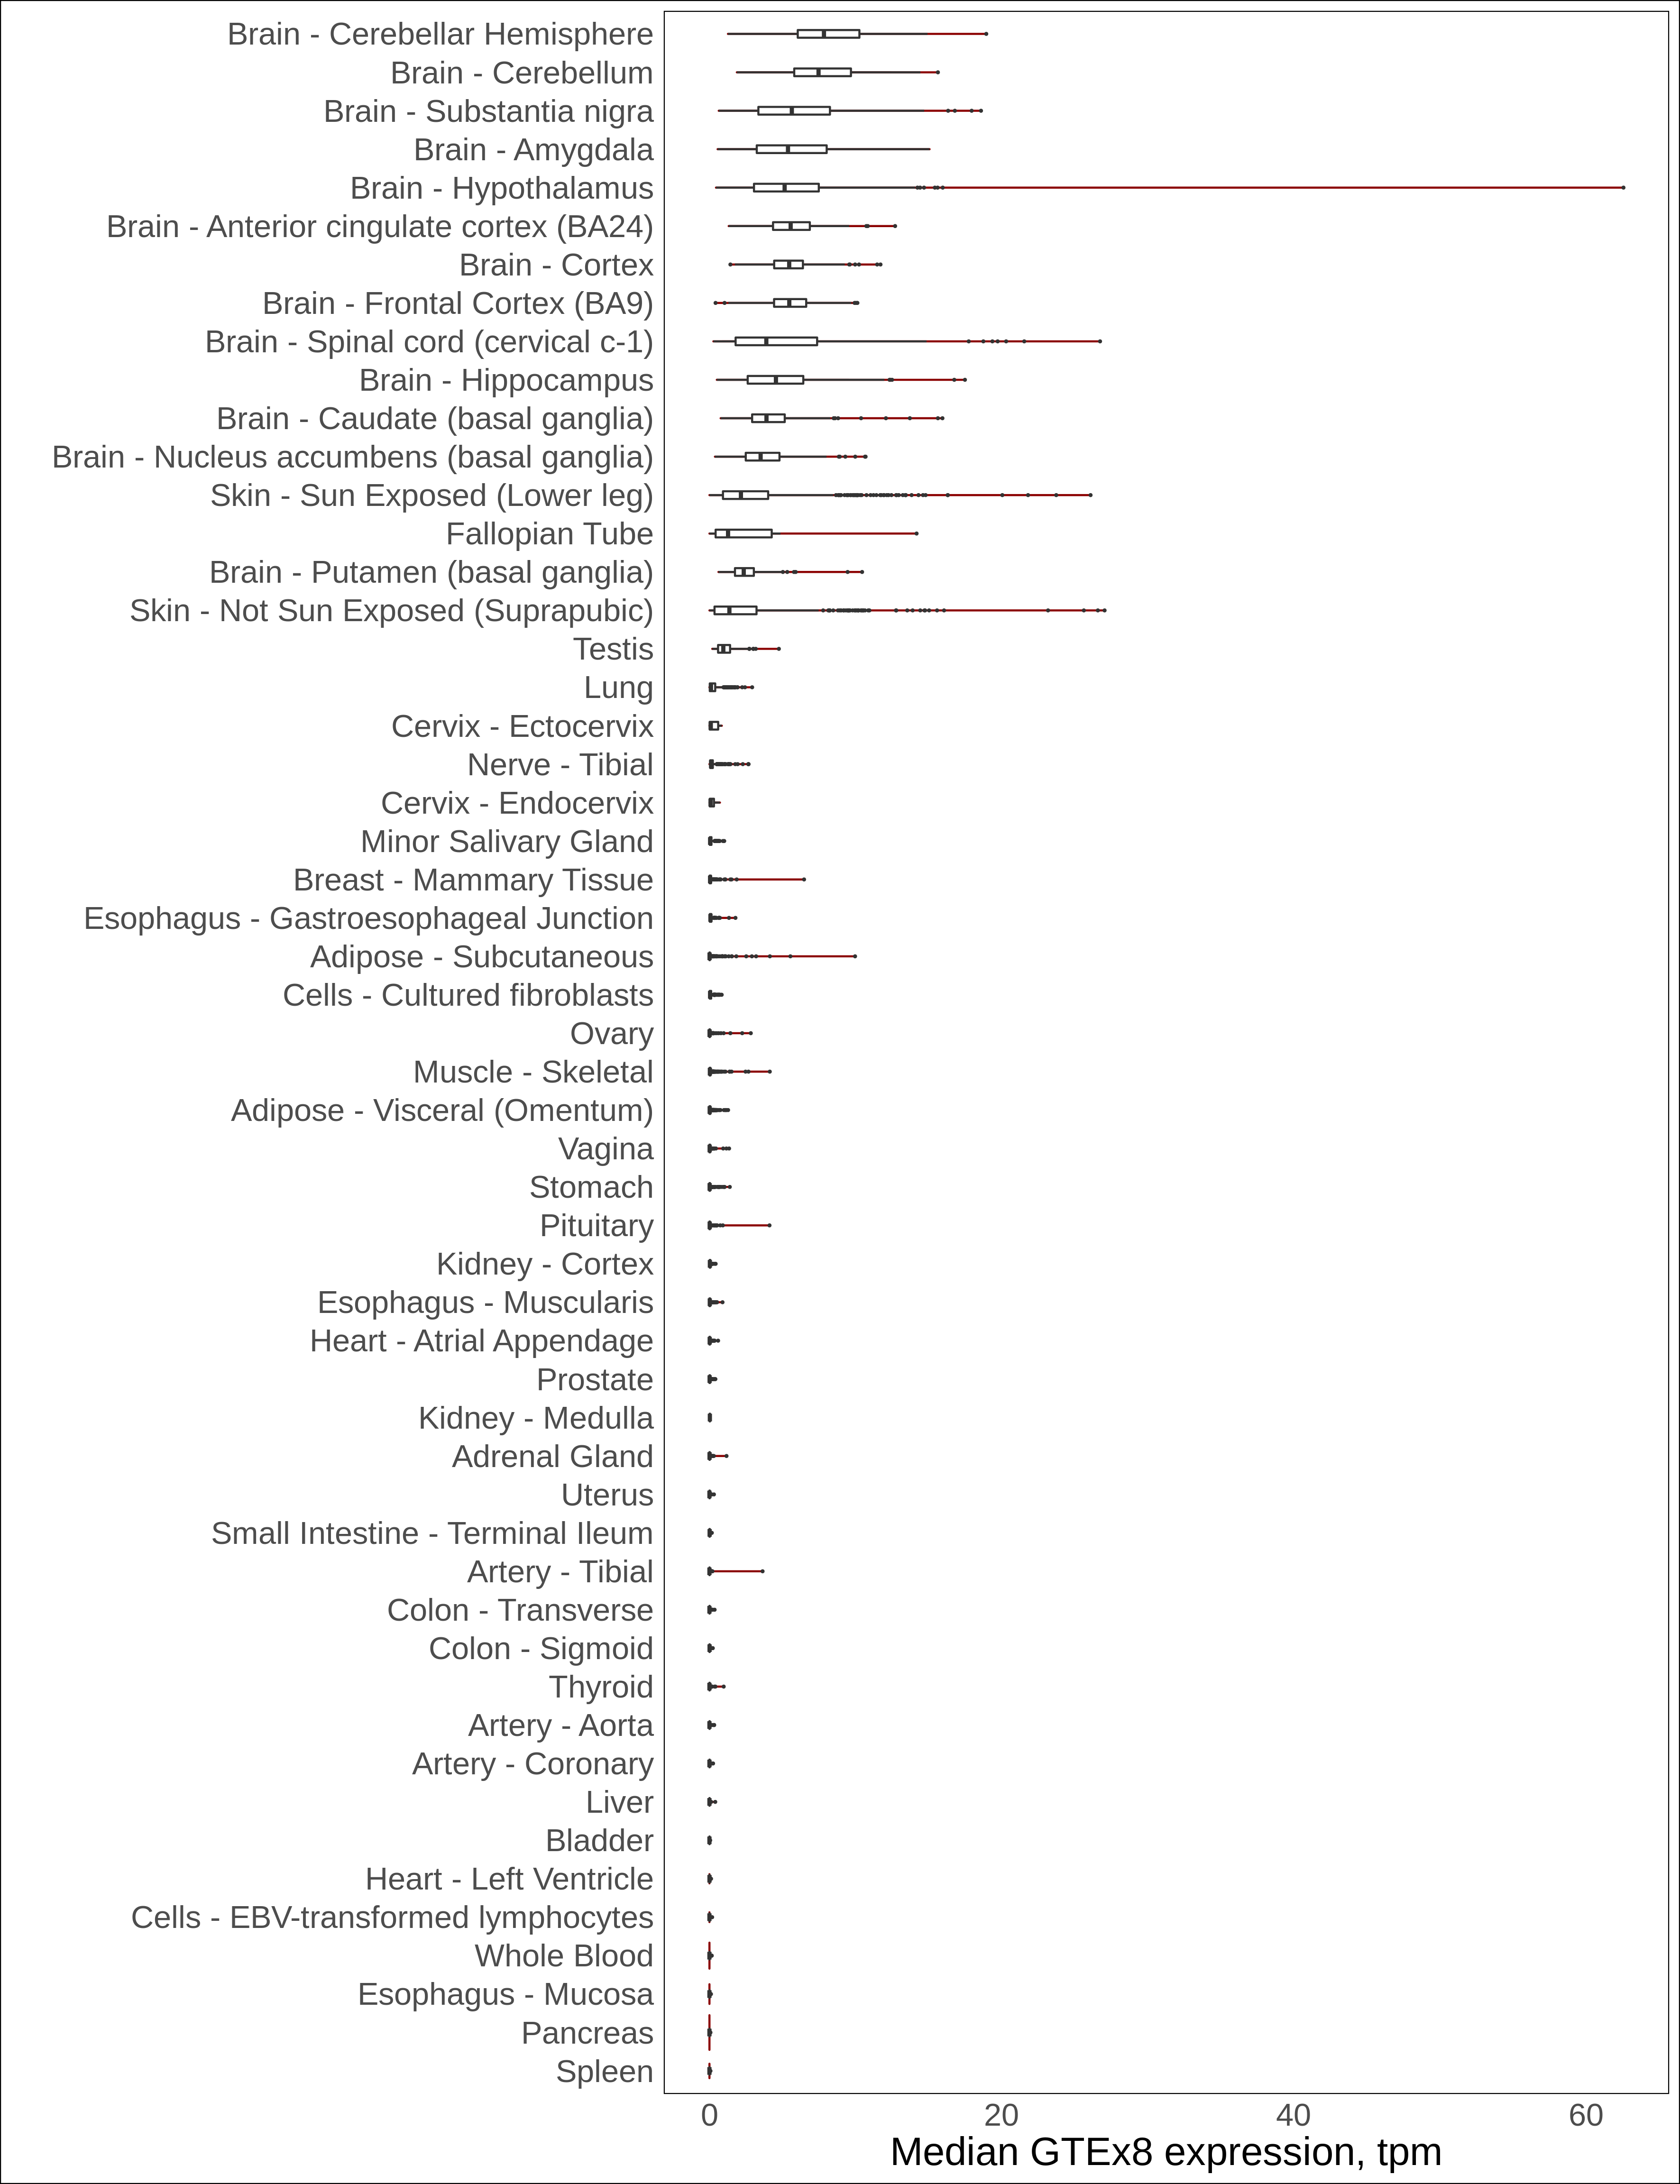 Brain - Cerebellar Hemisphere
Brain - Cerebellum
Brain - Substantia nigra
Brain - Amygdala
Brain - Hypothalamus
Brain - Anterior cingulate cortex (BA24)
Brain - Cortex
Brain - Frontal Cortex (BA9)
Brain - Spinal cord (cervical c-1)
Brain - Hippocampus
Brain - Caudate (basal ganglia)
Brain - Nucleus accumbens (basal ganglia)
Skin - Sun Exposed (Lower leg)
Fallopian Tube
Brain - Putamen (basal ganglia)
Skin - Not Sun Exposed (Suprapubic)
Testis
Lung
Cervix - Ectocervix
Nerve - Tibial
Cervix - Endocervix
Minor Salivary Gland
Breast - Mammary Tissue
Esophagus - Gastroesophageal Junction
Adipose - Subcutaneous
Cells - Cultured fibroblasts
Ovary
Muscle - Skeletal
Adipose - Visceral (Omentum)
Vagina
Stomach
Pituitary
Kidney - Cortex
Esophagus - Muscularis
Heart - Atrial Appendage
Prostate
Kidney - Medulla
Adrenal Gland
Uterus
Small Intestine - Terminal Ileum
Artery - Tibial
Colon - Transverse
Colon - Sigmoid
Thyroid
Artery - Aorta
Artery - Coronary
Liver
Bladder
Heart - Left Ventricle
Cells - EBV-transformed lymphocytes
Whole Blood
Esophagus - Mucosa
Pancreas
Spleen
0 20 40 60
Median GTEx8 expression, tpm